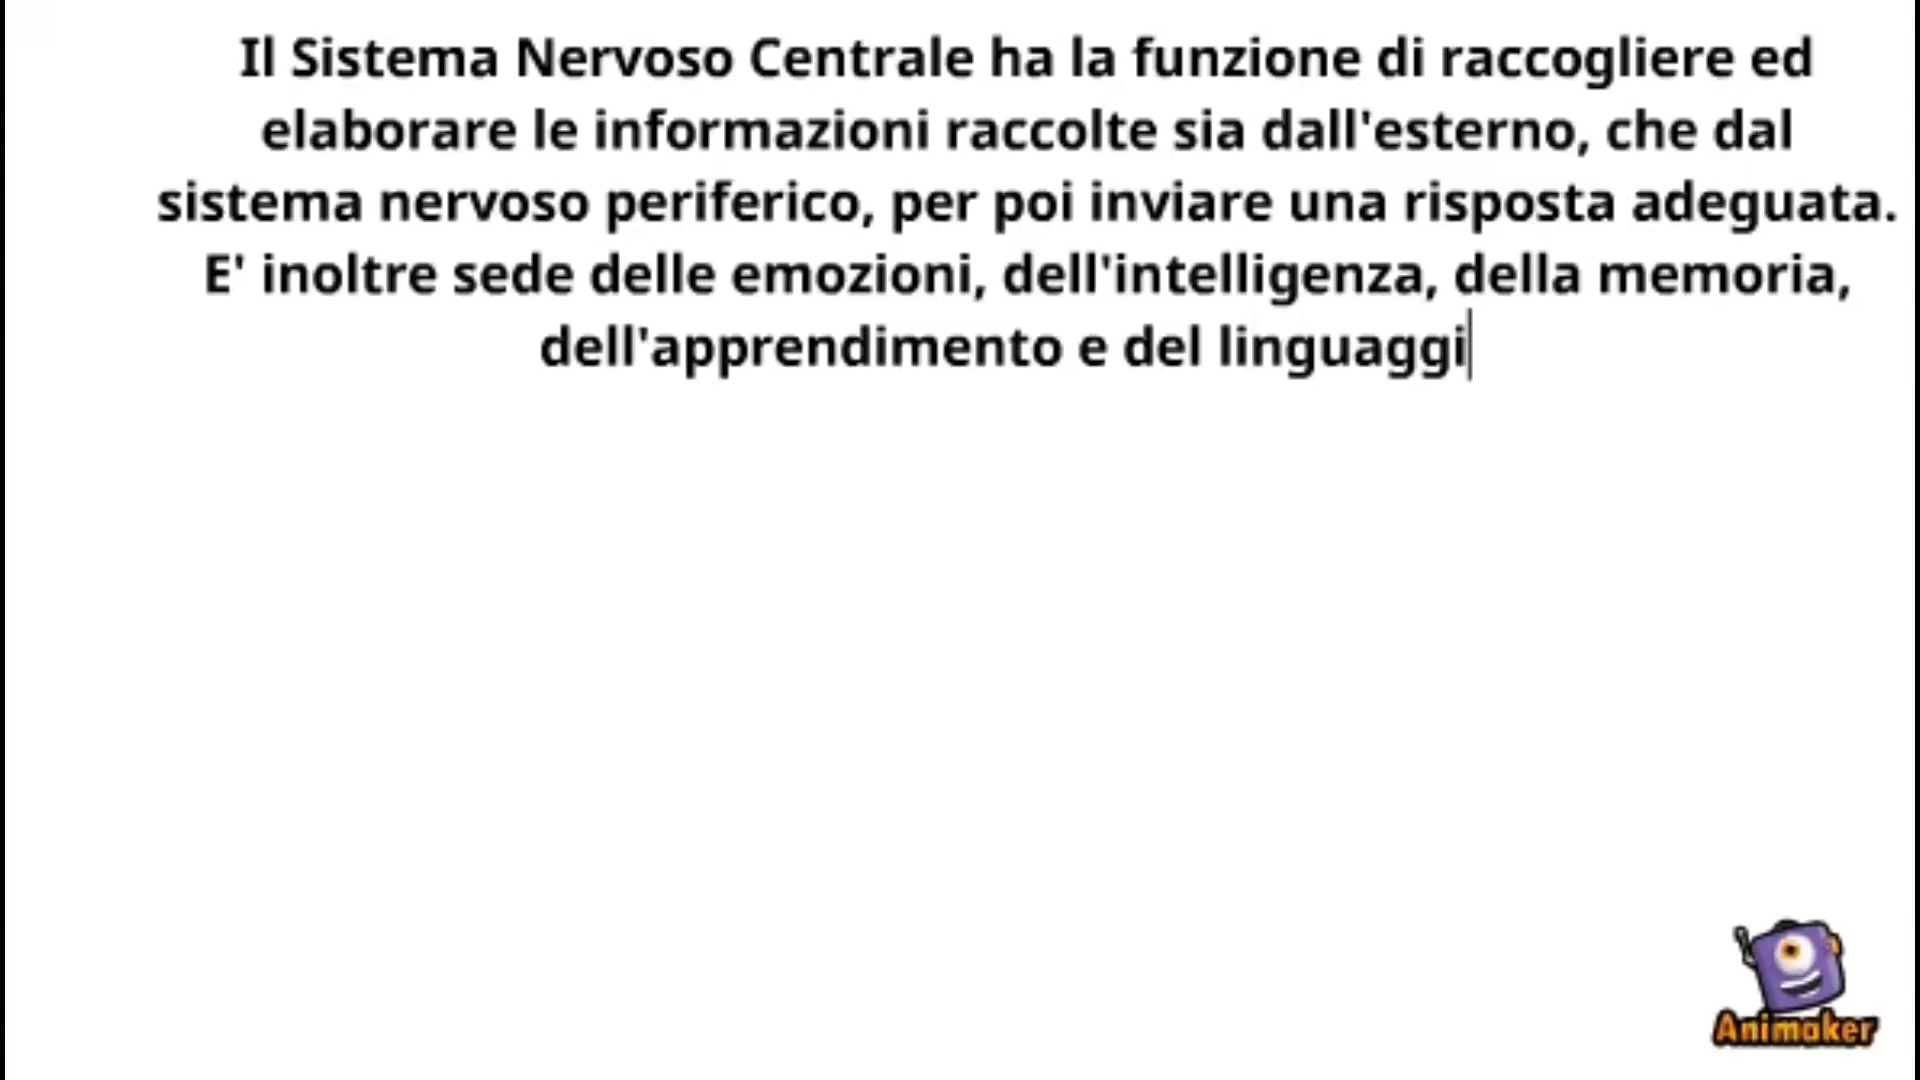 Il Sistema Nervoso Centrale ha la funzione di raccogliere ed
elaborare le informazioni raccolte sia dall'esterno, che dal
sistema nervoso periferico, per poi inviare una risposta adeguata.
E' inoltre sede delle emozioni, dell'intelligenza, della memoria,
dell'apprendimento e del linguaggi
Animaker